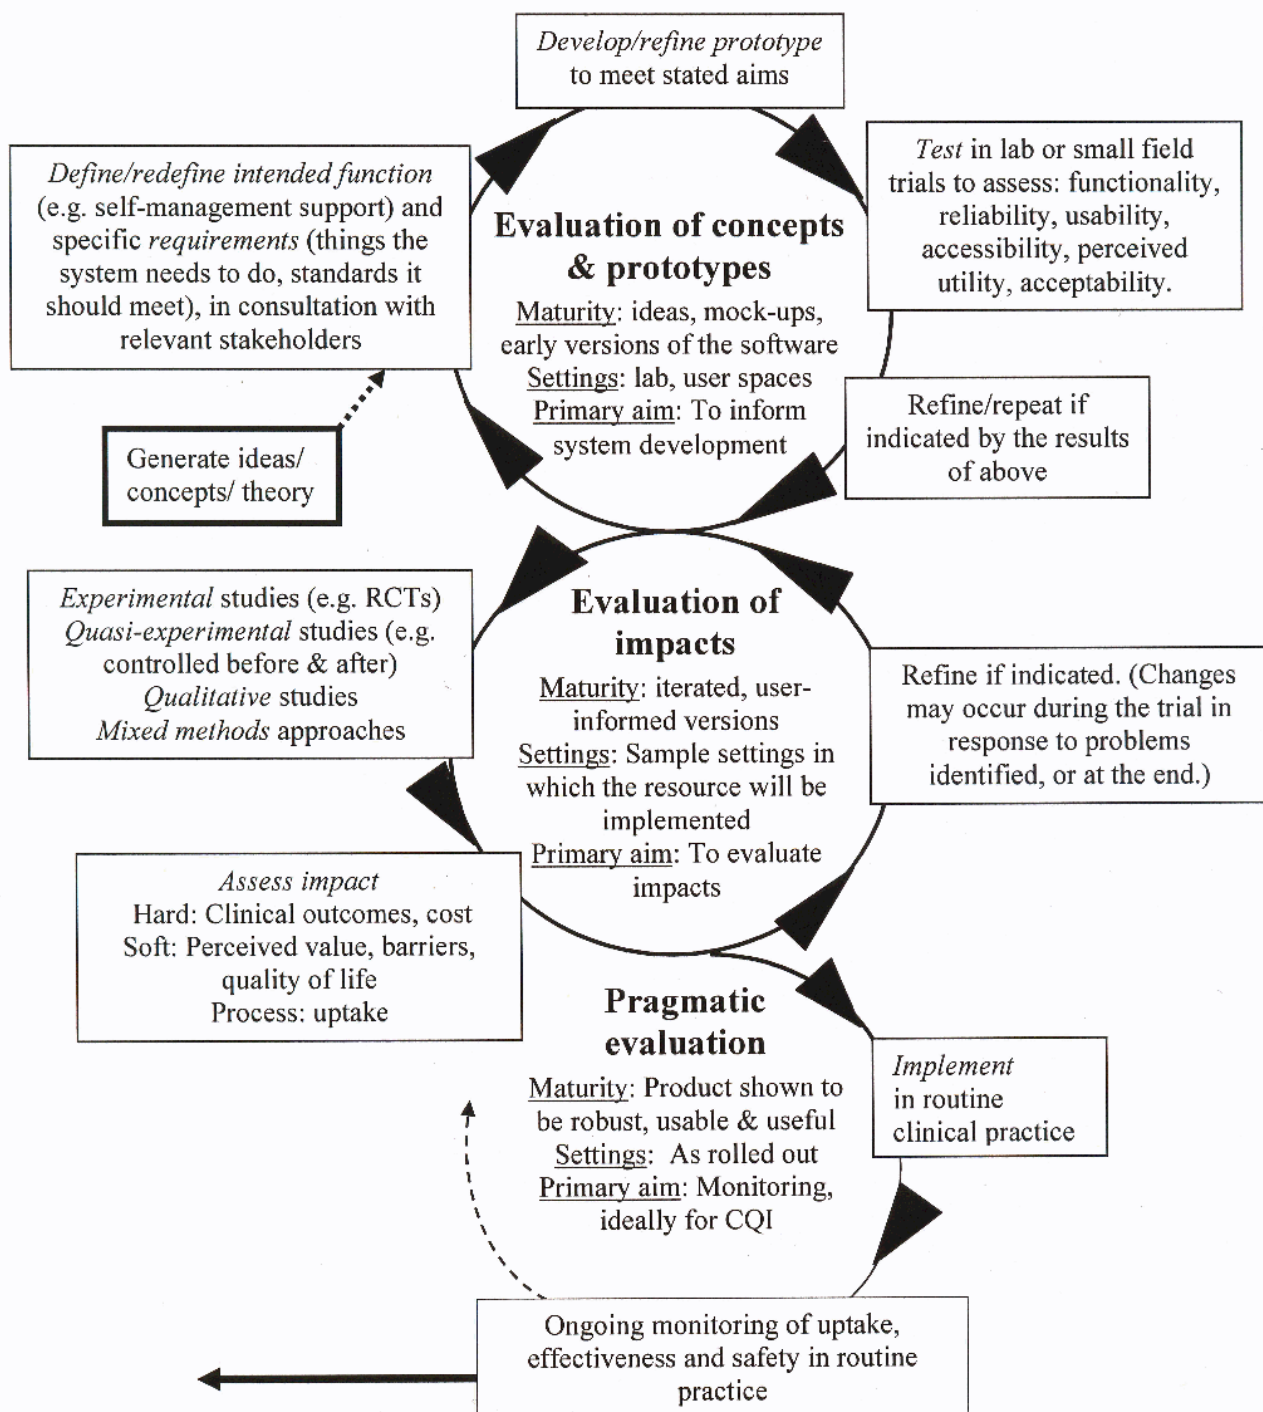 Develop/refine prototype
to meet stated aims
Define/redefine intended function
(e.g. self-management support) and
specific requirements (things the
system needs to do, standards it
should meet), in consultation with
relevant stakeholders
Test in lab or small field
trials to assess: functionality,
reliability, usability,
accessibility, perceived
utility, acceptability.
Evaluation of concepts
& prototypes
Maturity: ideas, mock-ups,
early versions of the software
Settings: lab, user spaces
Primary aim: To inform
system development
Refine/repeat if
indicated by the results
of above
Generate ideas/
concepts/ theory
Experimental studies (e.g. RCTs)
Quasi-experimental studies (e.g.
controlled before & after)
Qualitative studies
Mixed methods approaches
Evaluation of
impacts
Maturity: iterated, user-
informed versions
Settings: Sample settings in
which the resource will be
implemented
Primary aim: To evaluate
impacts
Refine if indicated. (Changes
may occur during the trial in
response to problems
identified, or at the end.)
Assess impact
Hard: Clinical outcomes, cost
Soft: Perceived value, barriers,
quality of life
Process: uptake
Pragmatic
evaluation
Maturity: Product shown to
be robust, usable & useful
Settings: As rolled out
Primary aim: Monitoring,
ideally for CQI
Implement
in routine
clinical practice
Ongoing monitoring of uptake,
effectiveness and safety in routine
practice